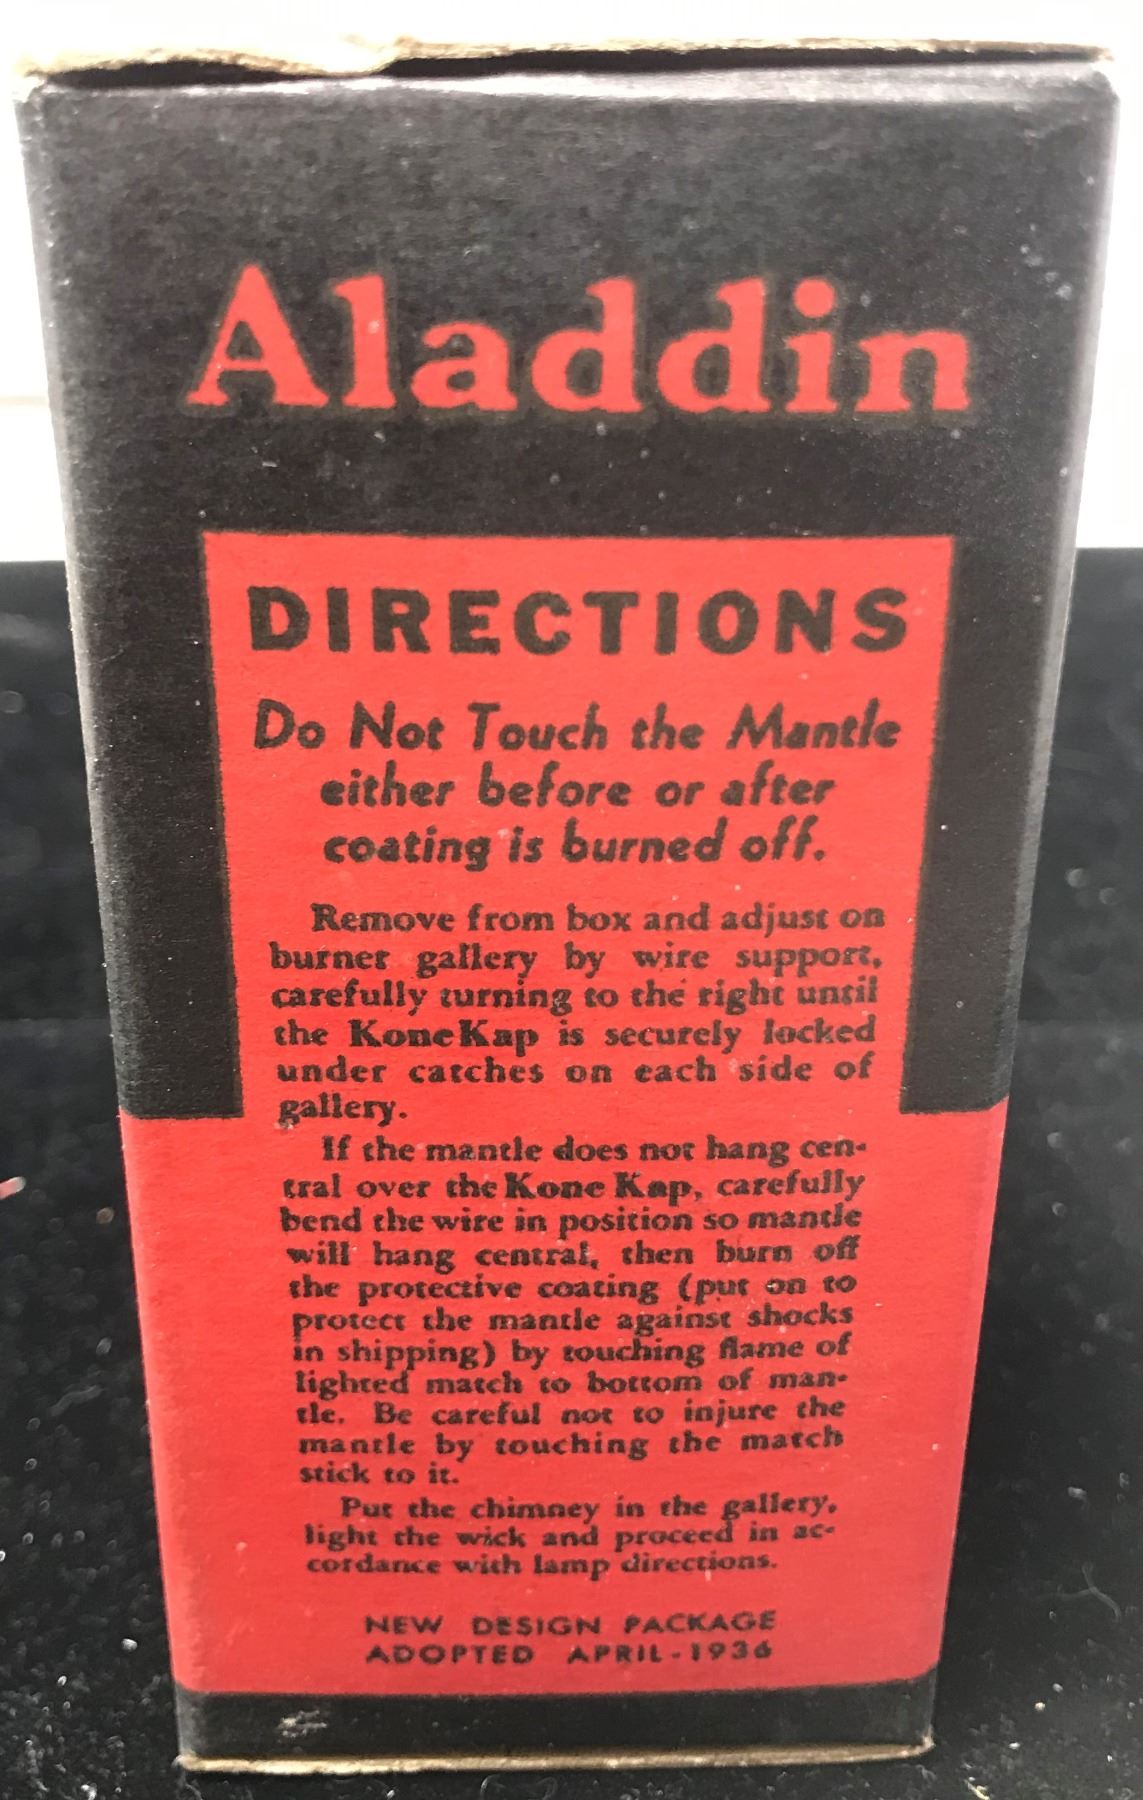 Aladdin
DIRECTIONS
Do Not Touch the Mantle
either before or after
coating is burned off.
Remove from box and adjust on
burner gallery by wire support,
carefully turning to the right until
the KoneKap is securely locked
under catches on each side of
gallery.
If the mantle does not hang cen-
tral over the Kone Kap, carefully
bend the wire in position so mantle
will hang central, then burn off
the protective coating (put on to
protect the mantle against shocks
in shipping) by touching flame of
lighted match to bottom of man-
tle. Be careful not to injure the
mantle by touching the match
stick to it.
Put the chimney in the gallery,
light the wick and proceed in ac-
cordance with lamp directions.
NEW DESIGN PACKAGE
ADOPTED APRIL-1936